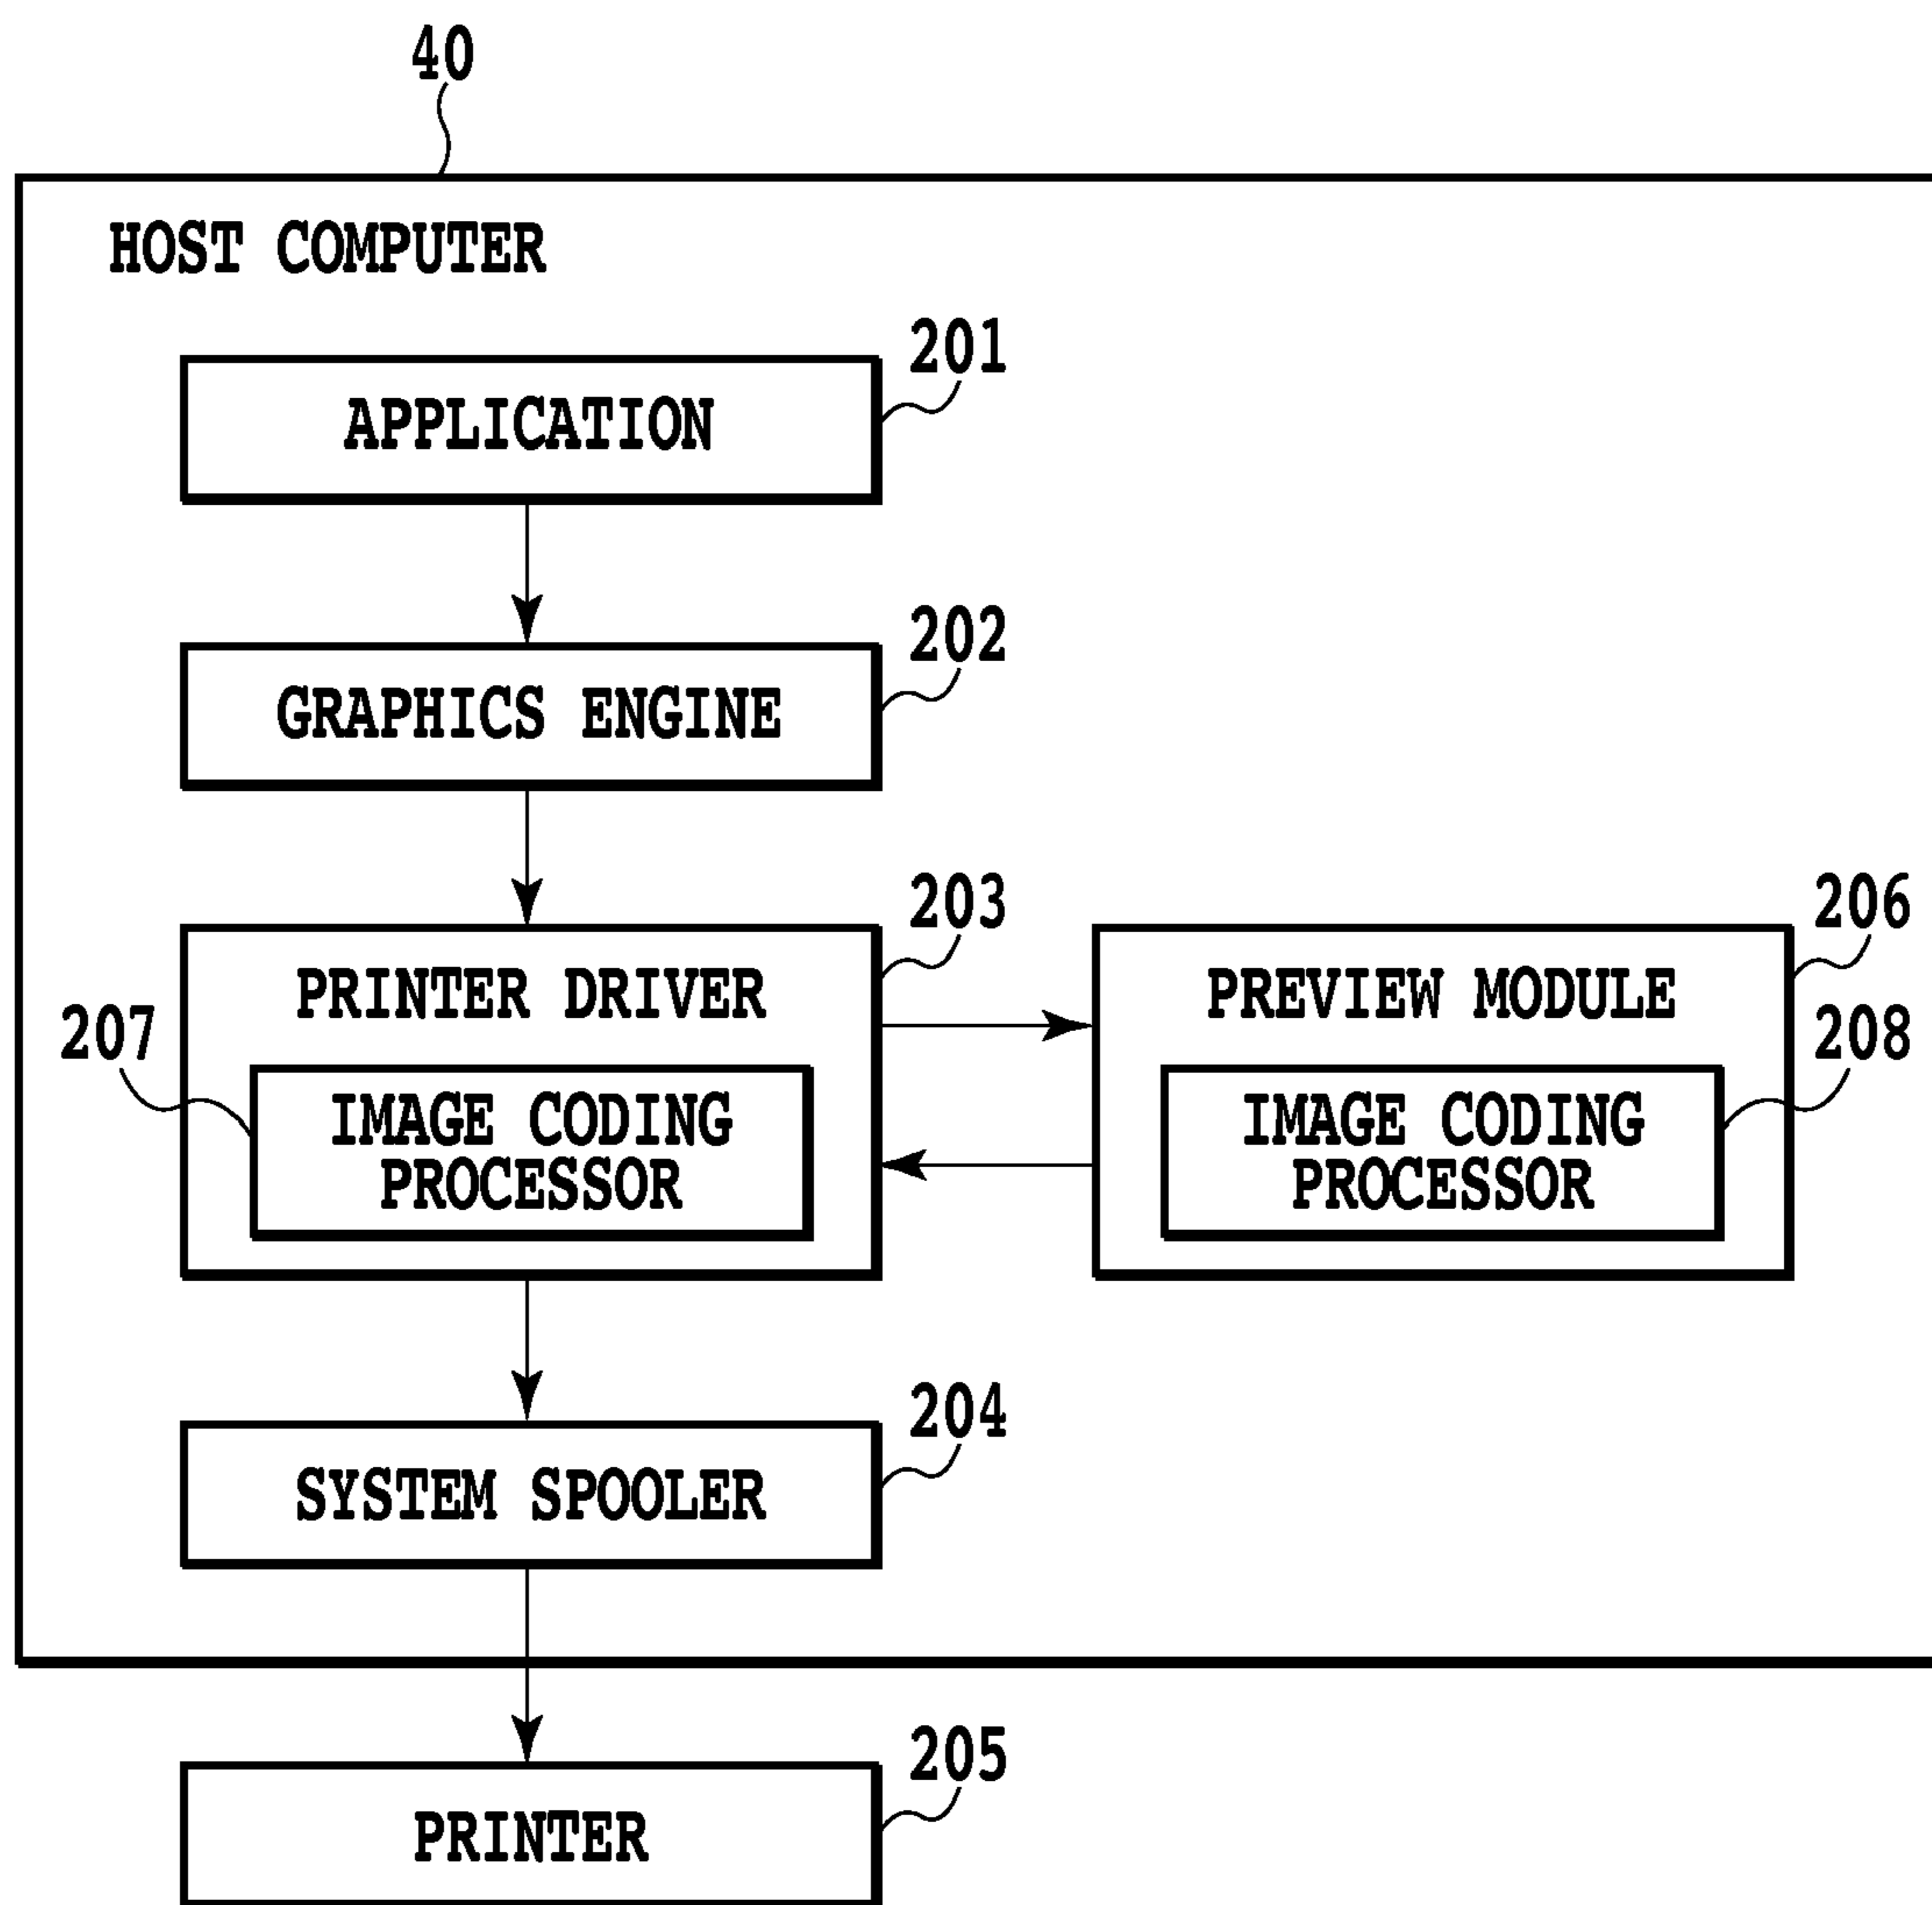 40
HOST COMPUTER
201
APPLICATION
202
GRAPHICS ENGINE
203
206
PRINTER DRIVER
PREVIEW MODULE
207
208
IMAGE CODING
PROCESSOR
IMAGE CODING
PROCESSOR
204
SYSTEM SPOOLER
205
PRINTER